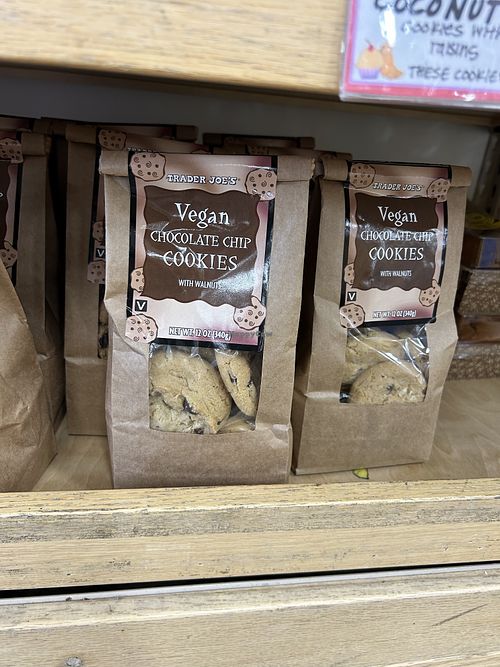 COCONUT
COOKIES WITH
raisins
THESE COOKIE
TRADER JOE'S
Vegan
CHOCOLATE CHIP
COOKIES
WITH WALNUTS
V
NET WT. 12 OZ (340g)
TRADER JOE'S
Vegan
CHOCOLATE CHIP
COOKIES
WITH WALNUTS
V
NET WT. 12 OZ (340g)